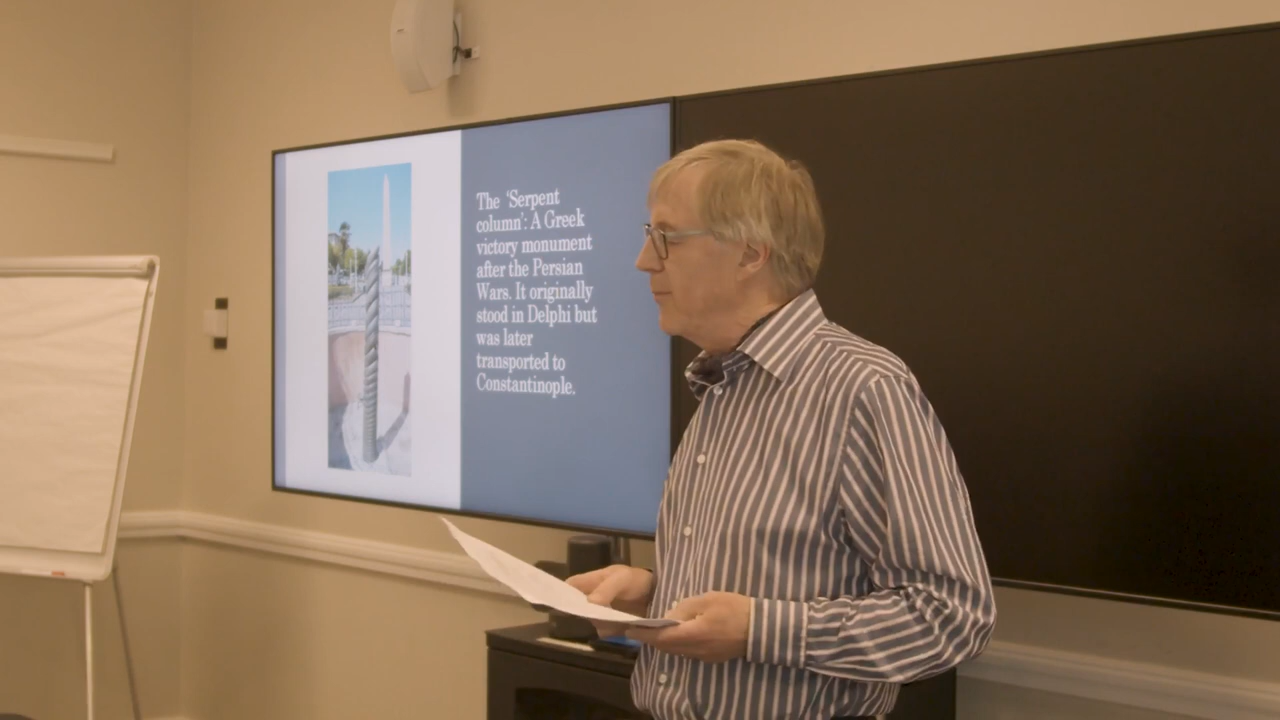 The ‘Serpent
column’: A Greek
victory monument
after the Persian
Wars. It originally
stood in Delphi but
was later
transported to
Constantinople.